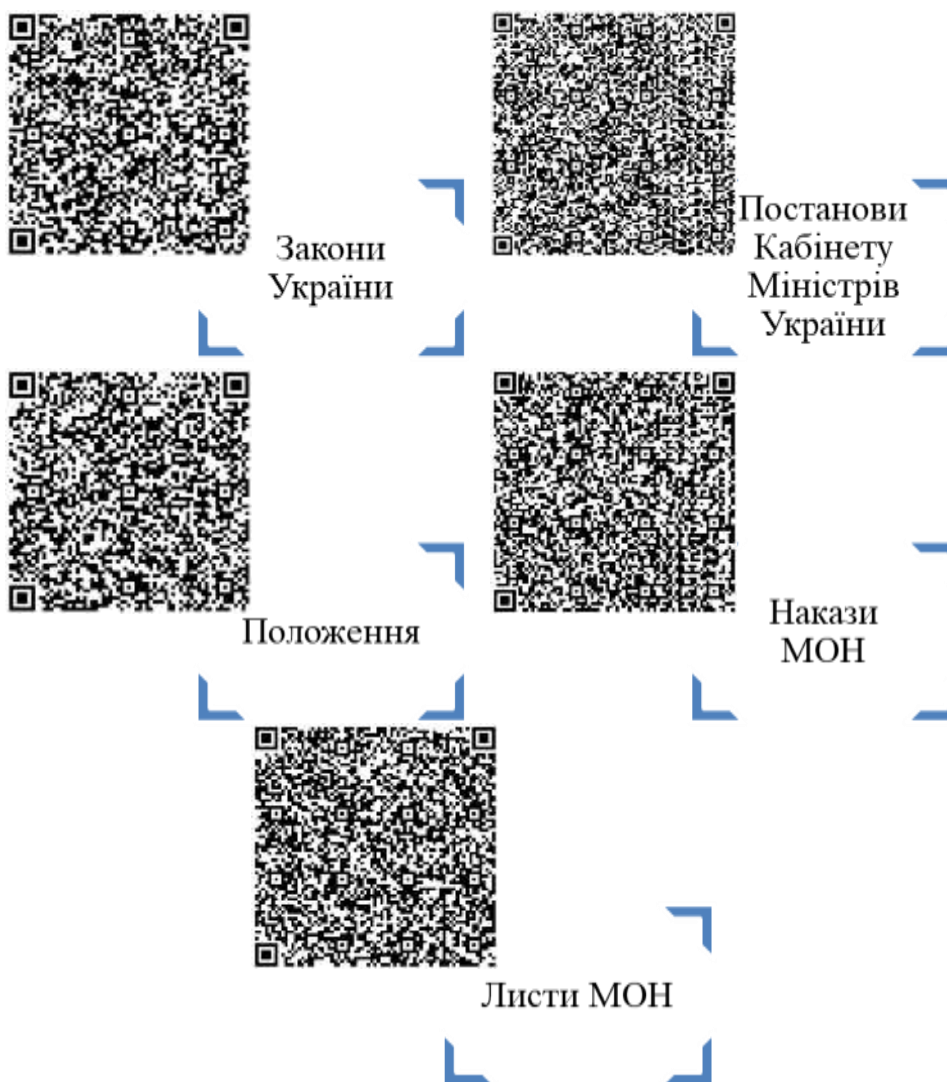 Закони
України
Постанови
Кабінету
Міністрів
України
Положення
Накази
МОН
Листи МОН